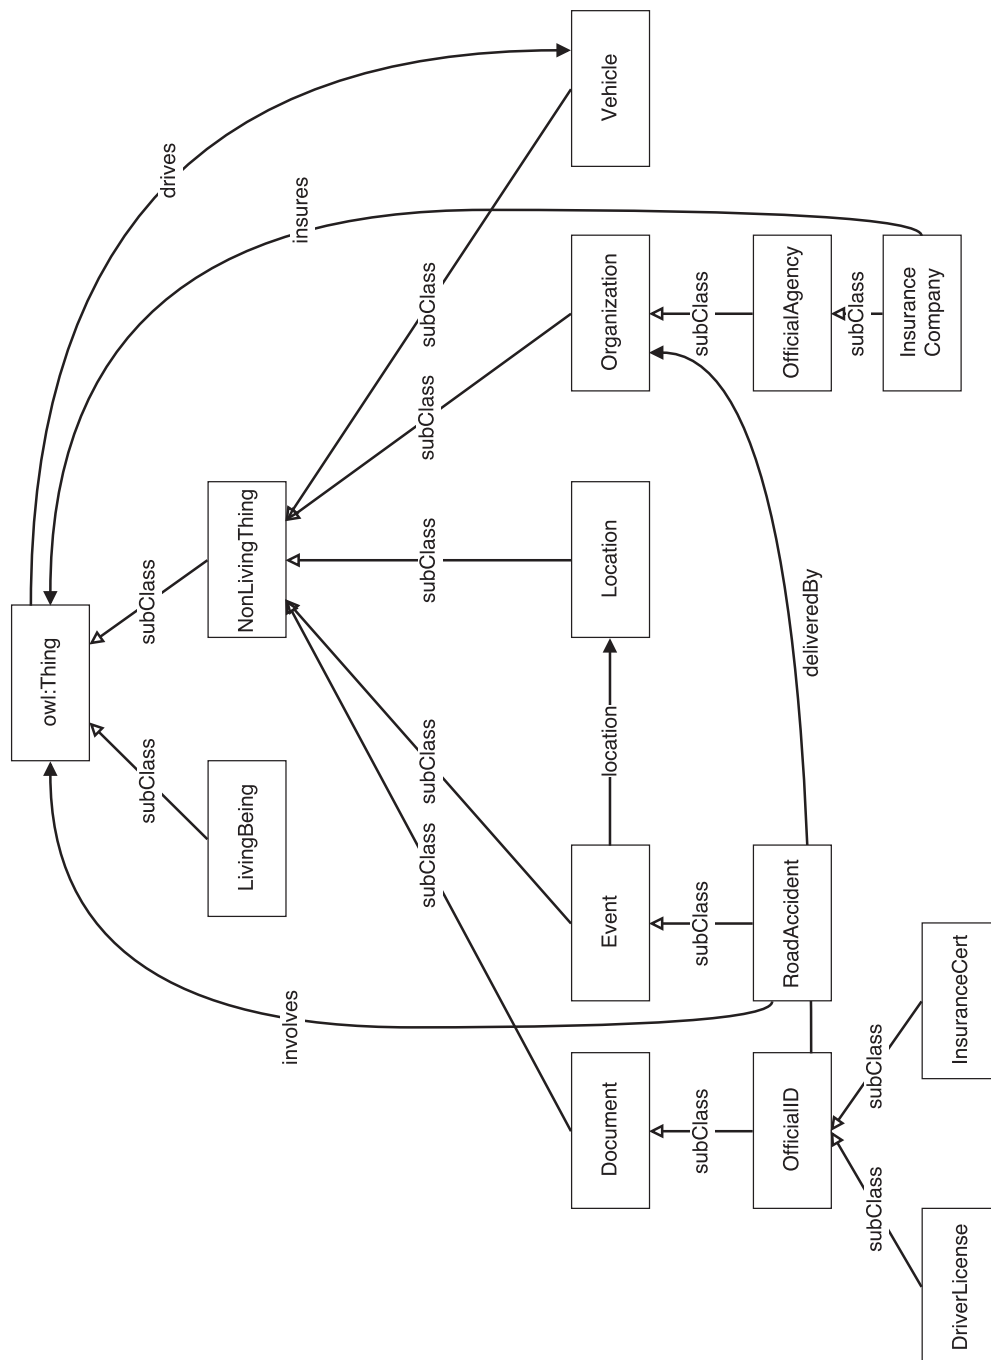 owl:Thing
drives
insures
involves
subClass
subClass
LivingBeing
NonLivingThing
subClass
subClass
subClass
subClass
subClass
Document
Event
location
Location
Organization
Vehicle
subClass
subClass
subClass
deliveredBy
OfficialID
RoadAccident
OfficialAgency
subClass
subClass
subClass
DriverLicense
InsuranceCert
Insurance
Company